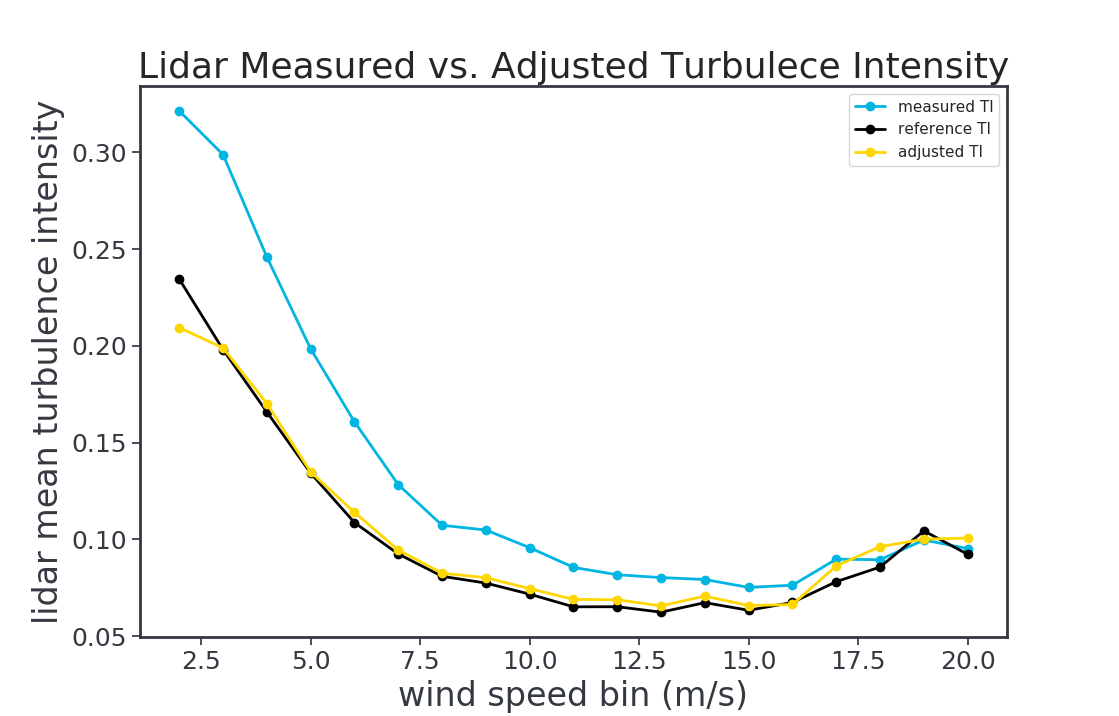 Lidar Measured vs. Adjusted Turbulece Intensity
measured TI
reference TI
adjusted TI
lidar mean turbulence intensity
0.30
0.25
0.20
0.15
0.10
0.05
2.5 5.0 7.5 10.0 12.5 15.0 17.5 20.0
wind speed bin (m/s)